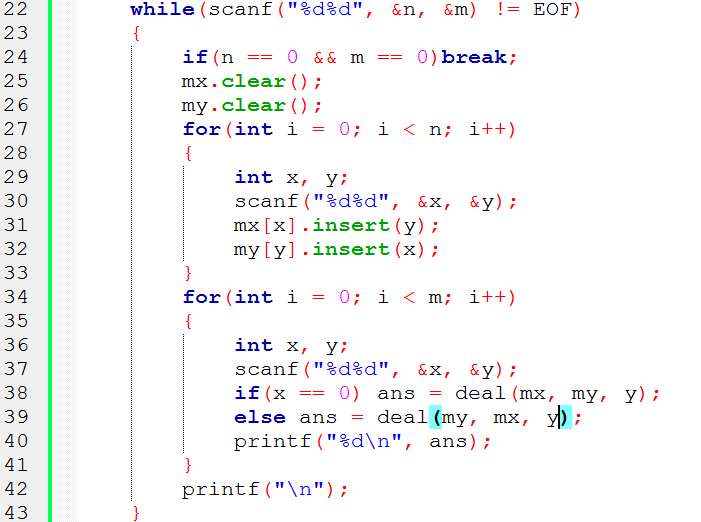 22 while(scanf("%d%d", &n, &m) != EOF)
23 {
24 if(n == 0 && m == 0)break;
25 mx.clear();
26 my.clear();
27 for(int i = 0; i < n; i++)
28 {
29 int x, y;
30 scanf("%d%d", &x, &y);
31 mx[x].insert(y);
32 my[y].insert(x);
33 }
34 for(int i = 0; i < m; i++)
35 {
36 int x, y;
37 scanf("%d%d", &x, &y);
38 if(x == 0) ans = deal(mx, my, y);
39 else ans = deal(my, mx, y);
40 printf("%d\n", ans);
41 }
42 printf("\n");
43 }